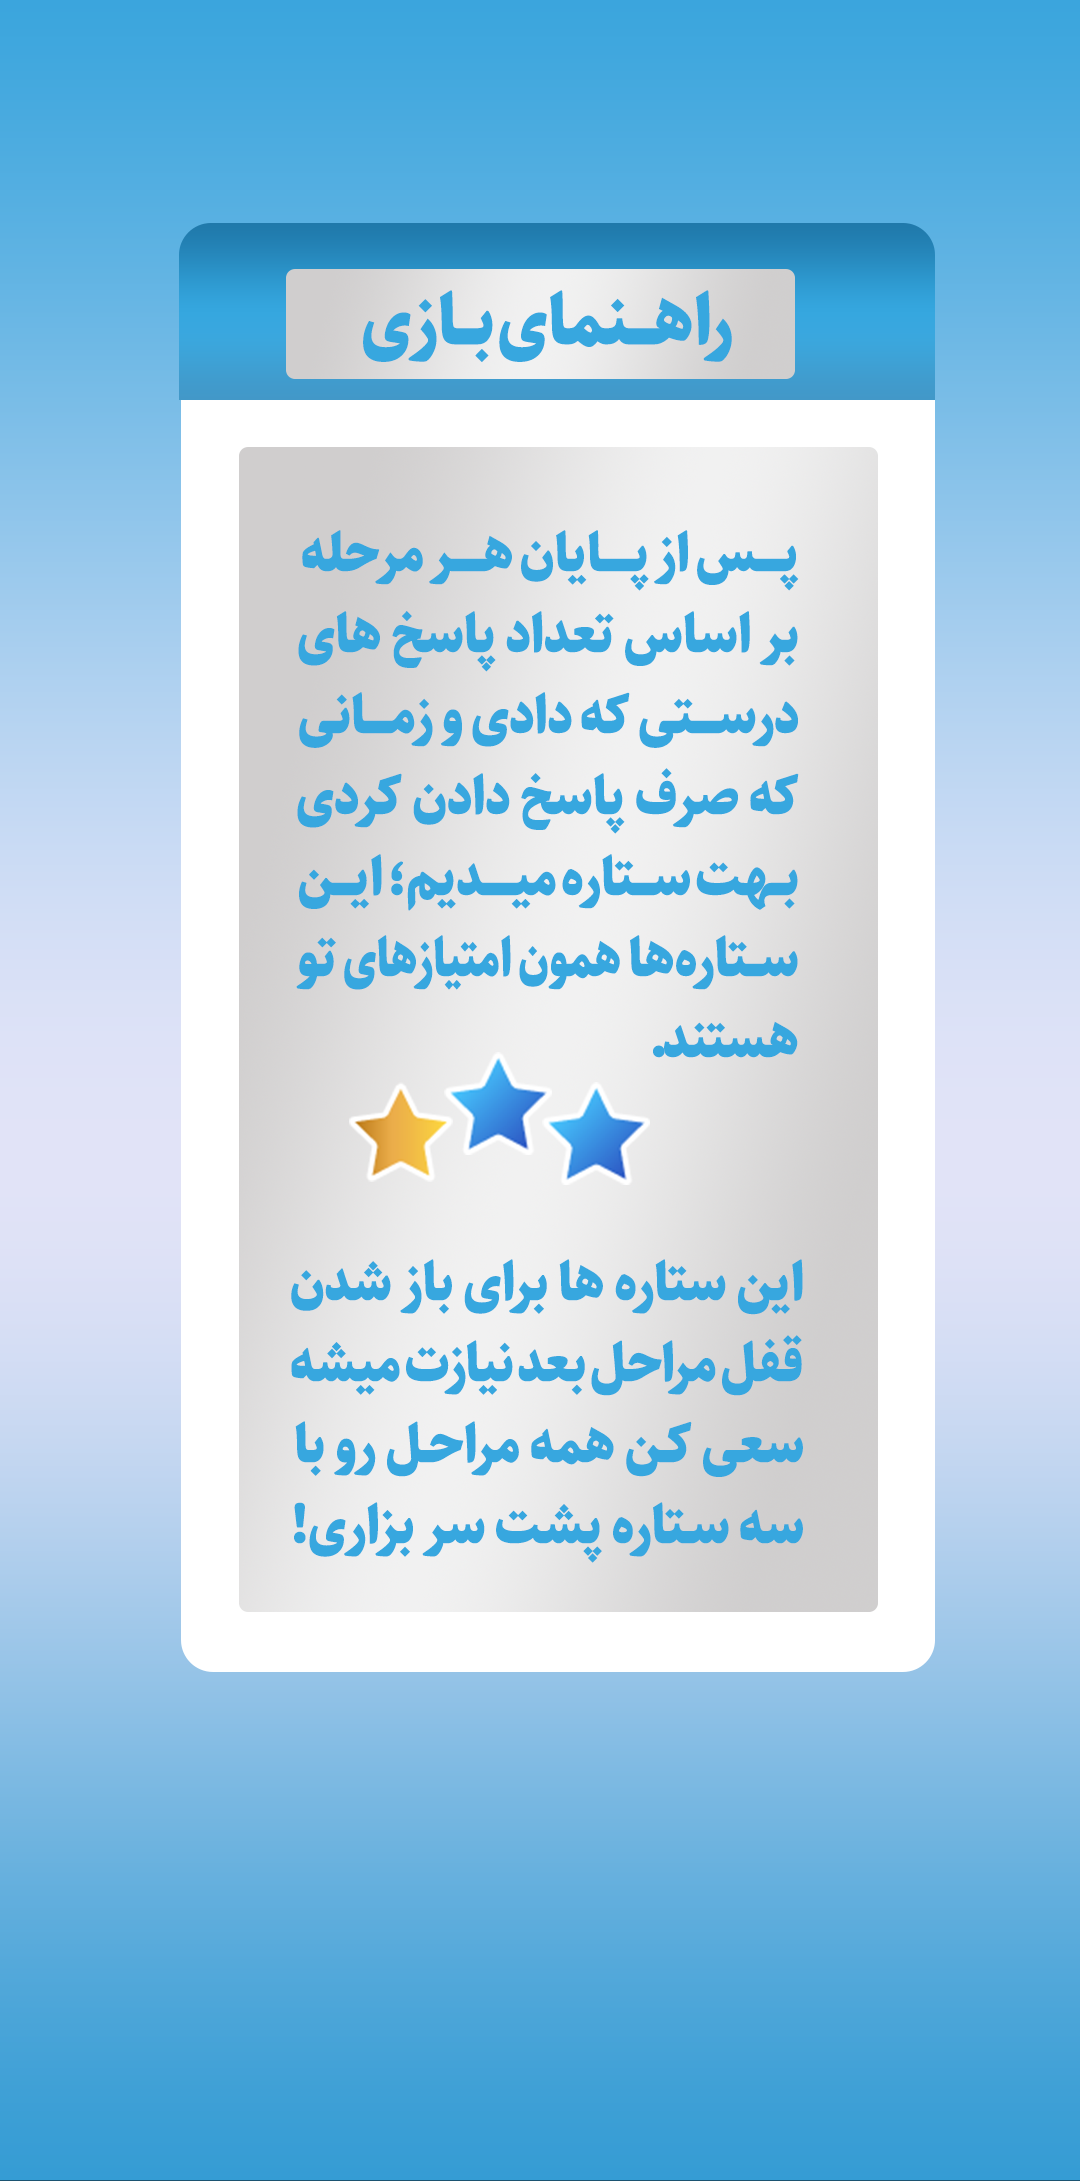 راهنمای بازی
پس از پایان هر مرحله
بر اساس تعداد پاسخ های
درستی که دادی و زمانی
که صرف پاسخ دادن کردی
بهت ستاره میدیم؛ این
ستاره‌ها همون امتیازهای تو
هستند.
این ستاره ها برای باز شدن
قفل مراحل بعد نیازت میشه
سعی کن همه مراحل رو با
سه ستاره پشت سر بزاری!